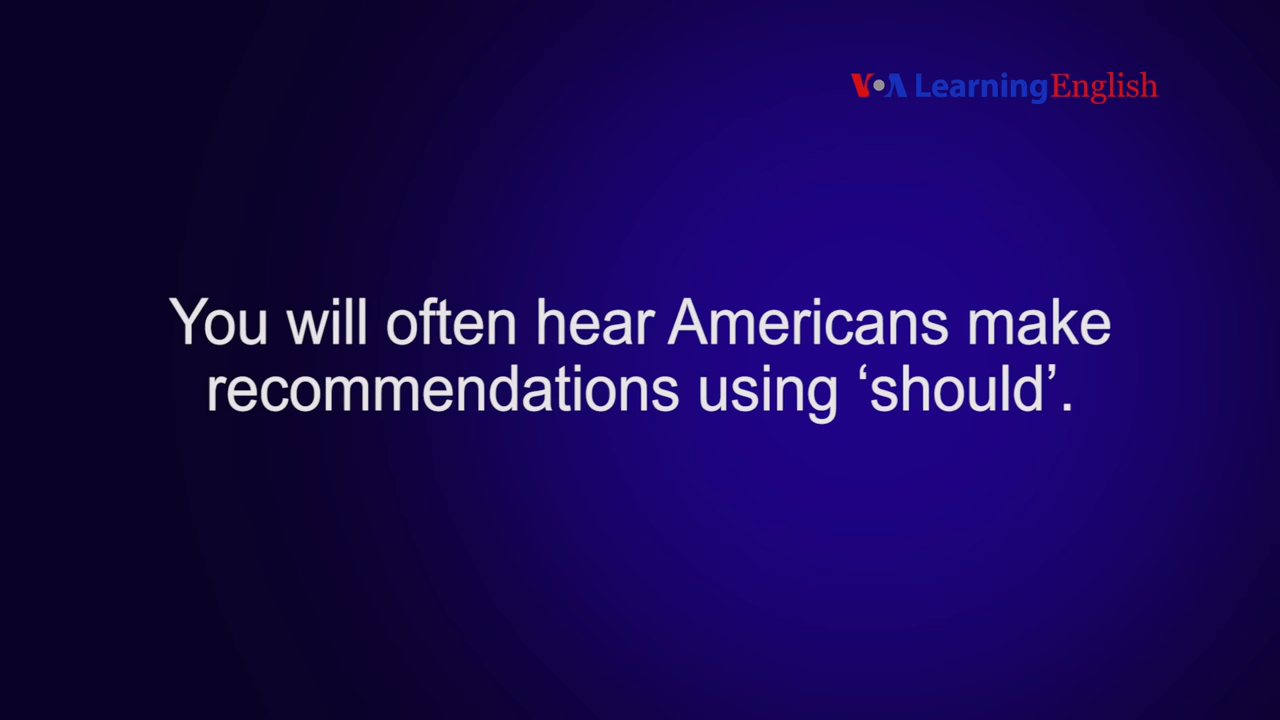 VOA Learning English
You will often hear Americans make
recommendations using ‘should’.